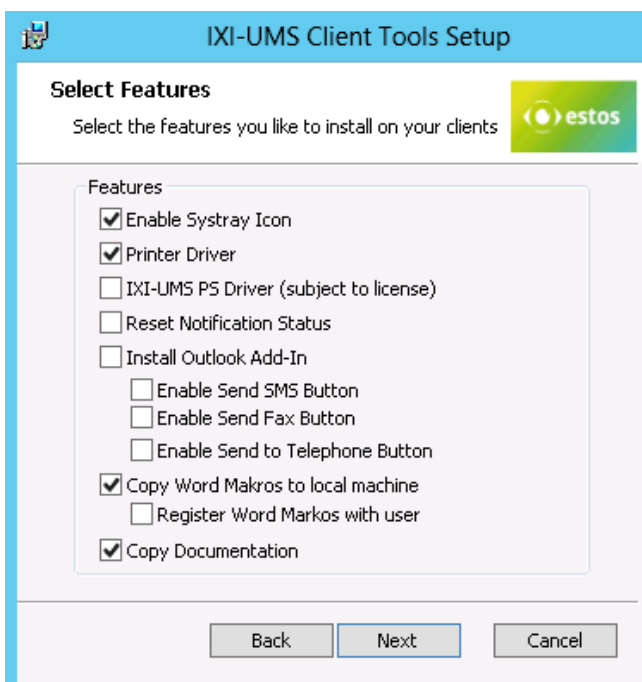 IXI-UMS Client Tools Setup
Select Features
Select the features you like to install on your clients
estos
Features
Enable Systray Icon
Printer Driver
IXI-UMS PS Driver (subject to license)
Reset Notification Status
Install Outlook Add-In
Enable Send SMS Button
Enable Send Fax Button
Enable Send to Telephone Button
Copy Word Makros to local machine
Register Word Markos with user
Copy Documentation
Back Next Cancel